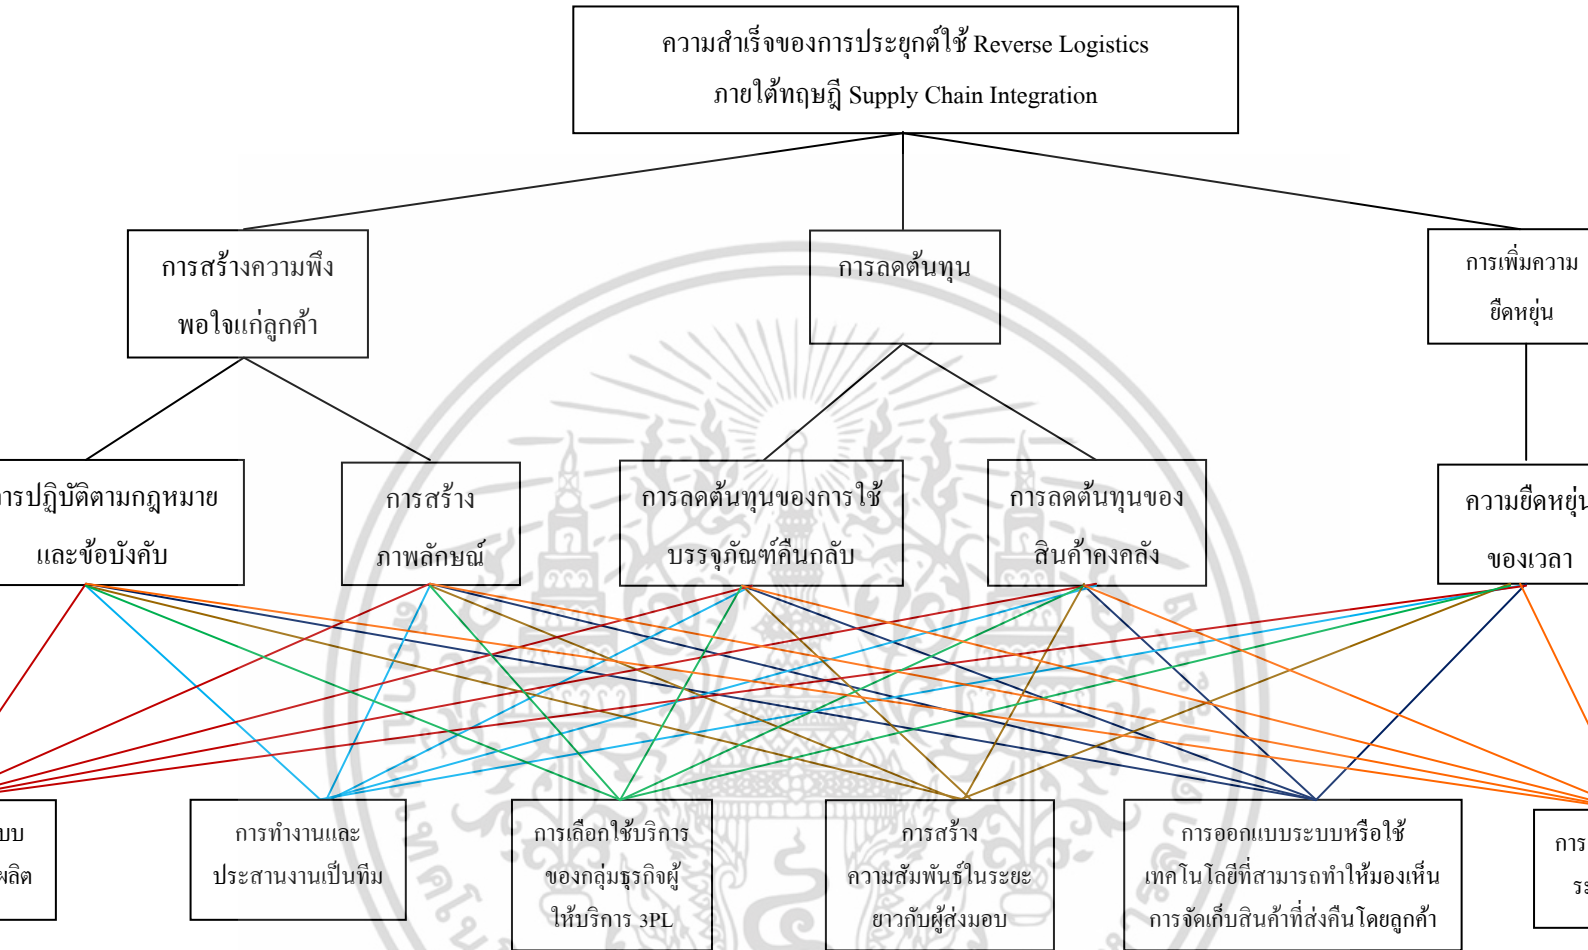 ความสำเร็จของการประยุกต์ใช้ Reverse Logistics
ภายใต้ทฤษฎี Supply Chain Integration
การสร้างความพึง
พอใจแก่ลูกค้า
การลดต้นทุน
การเพิ่มความ
ยืดหยุ่น
การปฏิบัติตามกฎหมาย
และข้อบังคับ
การสร้าง
ภาพลักษณ์
การลดต้นทุนของการใช้
บรรจุภัณฑ์คืนกลับ
การลดต้นทุนของ
สินค้าคงคลัง
ความยืดหยุ่น
ของเวลา
แบบ
ผลิต
การทำงานและ
ประสานงานเป็นทีม
การเลือกใช้บริการ
ของกลุ่มธุรกิจผู้
ให้บริการ 3PL
การสร้าง
ความสัมพันธ์ในระยะ
ยาวกับผู้ส่งมอบ
การออกแบบระบบหรือใช้
เทคโนโลยีที่สามารถทำให้มองเห็น
การจัดเก็บสินค้าที่ส่งคืนโดยลูกค้า
การ
ระ